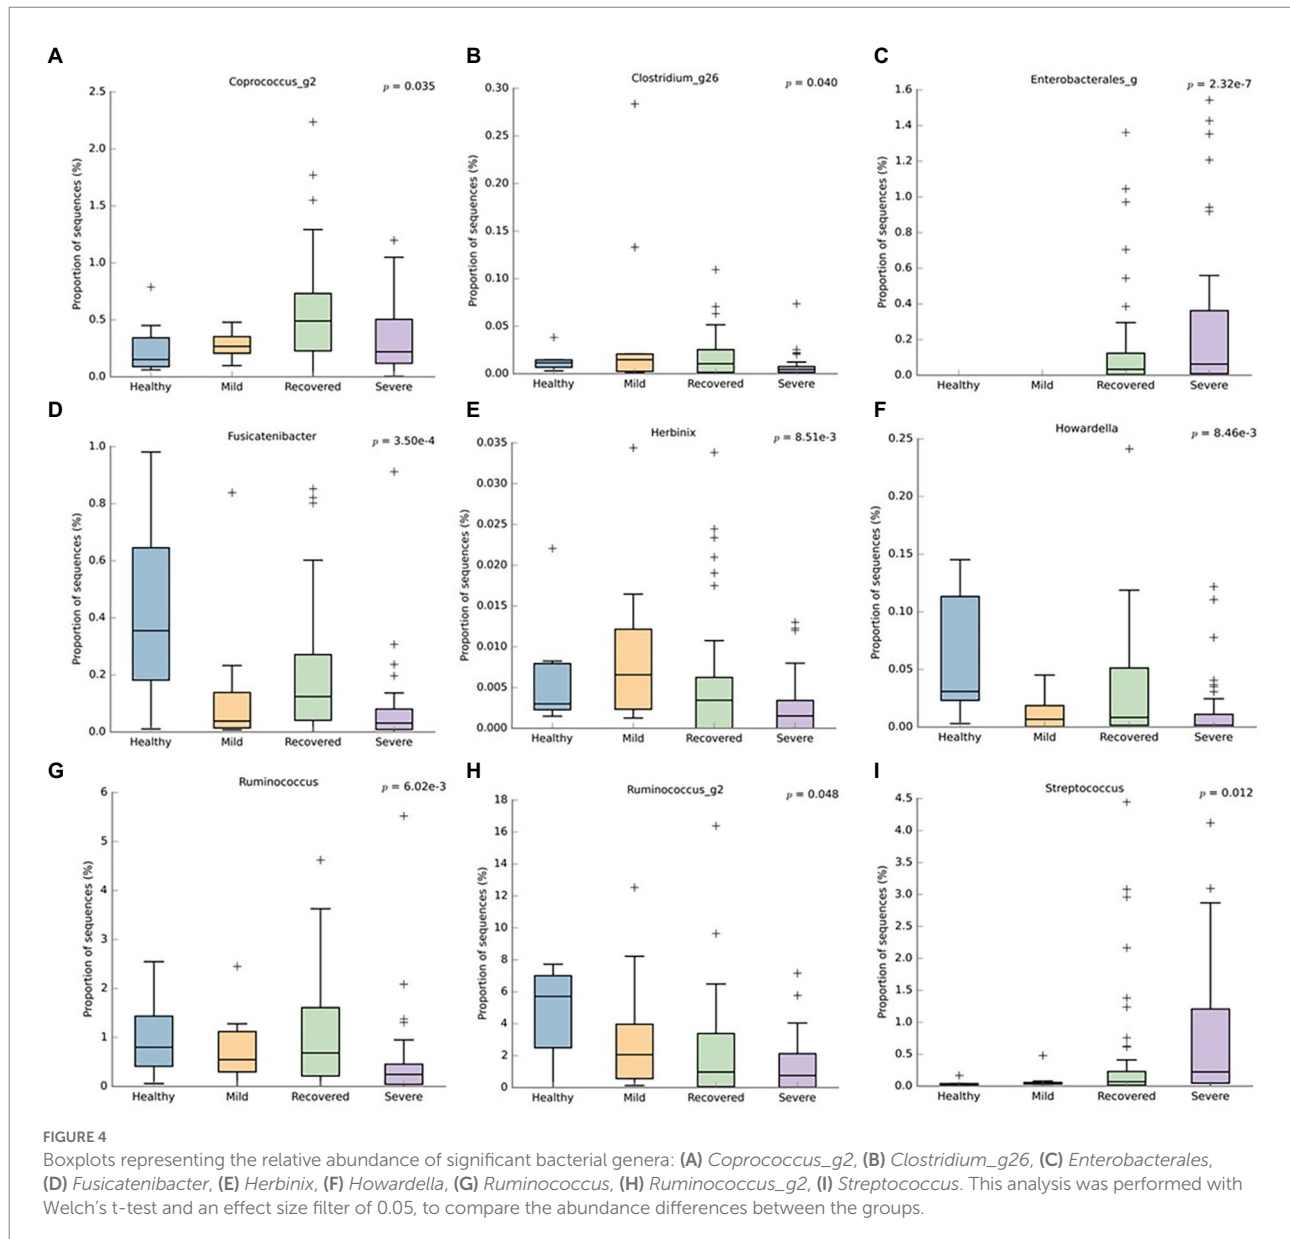 A
Coprococcus_g2
p = 0.035
Proportion of sequences (%)
2.5
2.0
1.5
1.0
0.5
0.0
Healthy Mild Recovered Severe
B
Clostridium_g26
p = 0.040
Proportion of sequences (%)
0.30
0.25
0.20
0.15
0.10
0.05
0.00
Healthy Mild Recovered Severe
C
Enterobacterales_g
p = 2.32e-7
Proportion of sequences (%)
1.6
1.4
1.2
1.0
0.8
0.6
0.4
0.2
0.0
Healthy Mild Recovered Severe
D
Fusicatenibacter
p = 3.50e-4
Proportion of sequences (%)
1.0
0.8
0.6
0.4
0.2
0.0
Healthy Mild Recovered Severe
E
Herbinix
p = 8.51e-3
Proportion of sequences (%)
0.035
0.030
0.025
0.020
0.015
0.010
0.005
0.000
Healthy Mild Recovered Severe
F
Howardella
p = 8.46e-3
Proportion of sequences (%)
0.25
0.20
0.15
0.10
0.05
0.00
Healthy Mild Recovered Severe
G
Ruminococcus
p = 6.02e-3
Proportion of sequences (%)
6
5
4
3
2
1
0
Healthy Mild Recovered Severe
H
Ruminococcus_g2
p = 0.048
Proportion of sequences (%)
18
16
14
12
10
8
6
4
2
0
Healthy Mild Recovered Severe
I
Streptococcus
p = 0.012
Proportion of sequences (%)
4.5
4.0
3.5
3.0
2.5
2.0
1.5
1.0
0.5
0.0
Healthy Mild Recovered Severe
FIGURE 4
Boxplots representing the relative abundance of significant bacterial genera: (A) Coprococcus_g2, (B) Clostridium_g26, (C) Enterobacterales,
(D) Fusicatenibacter, (E) Herbinix, (F) Howardella, (G) Ruminococcus, (H) Ruminococcus_g2, (I) Streptococcus. This analysis was performed with
Welch's t-test and an effect size filter of 0.05, to compare the abundance differences between the groups.